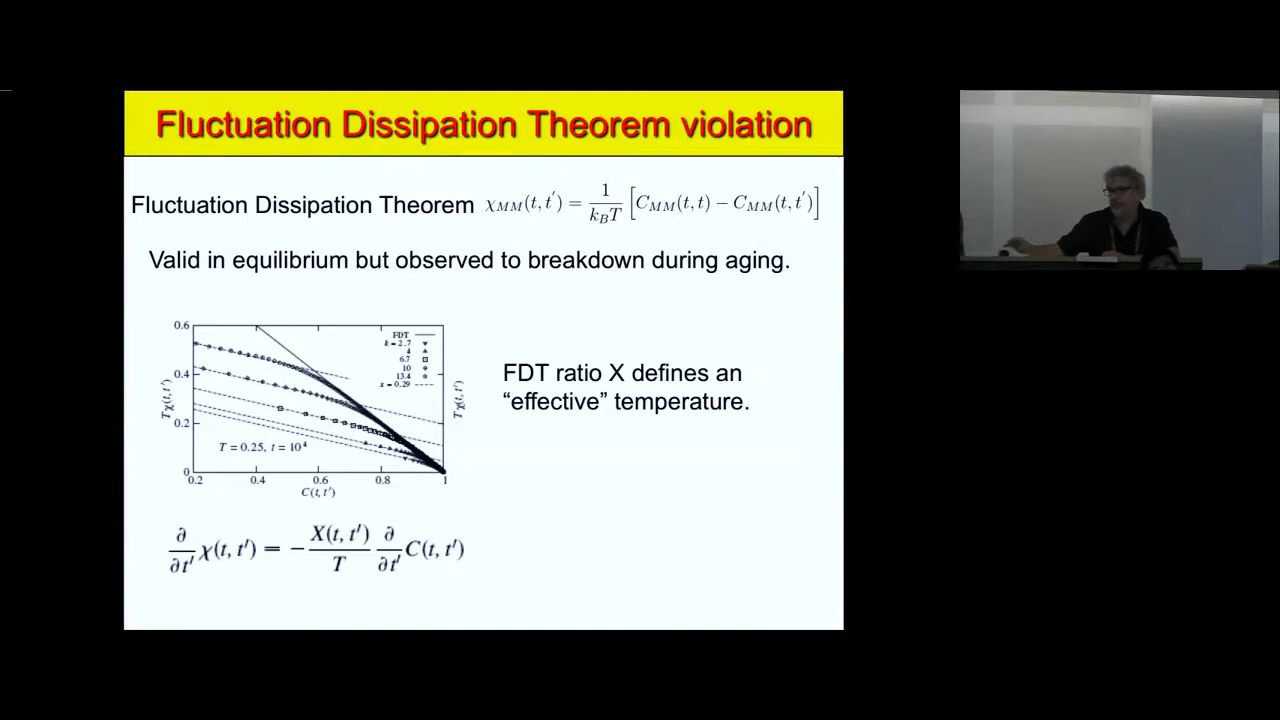 Fluctuation Dissipation Theorem violation
Fluctuation Dissipation Theorem χ_MM(t, t′) = 1/(k_B T) [C_MM(t, t) − C_MM(t, t′)]
Valid in equilibrium but observed to breakdown during aging.
0.6
0.4
0.2
0
Tχ(t, t′)
FDT
k = 2.7
4
6.7
10
13.4
x = 0.29
T = 0.25, t = 10⁴
Tχ(t, t′)
0.2 0.4 0.6 0.8 1
C(t, t′)
FDT ratio X defines an
“effective” temperature.
∂/∂t′ χ(t, t′) = − X(t, t′)/T ∂/∂t′ C(t, t′)